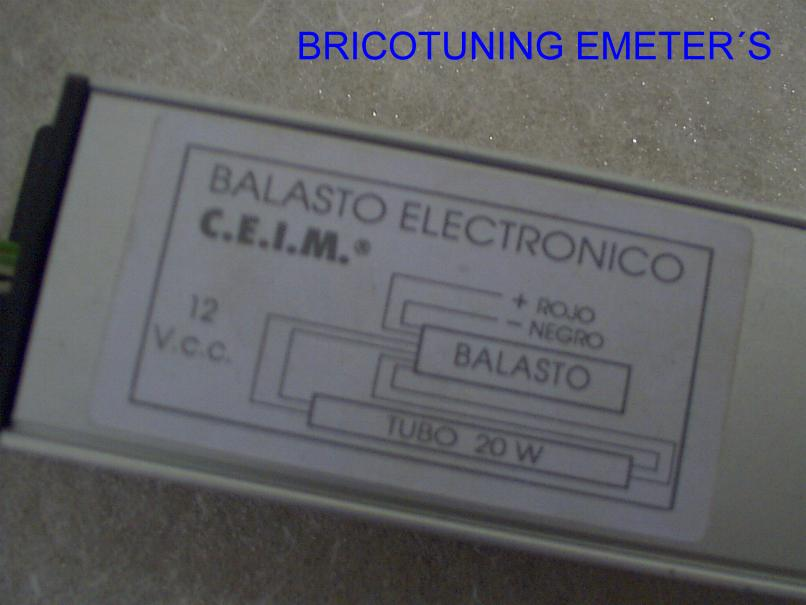 BRICOTUNING EMETER´S
BALASTO ELECTRONICO
C.E.I.M.®
12
V.c.c.
+ ROJO
- NEGRO
BALASTO
TUBO 20 W